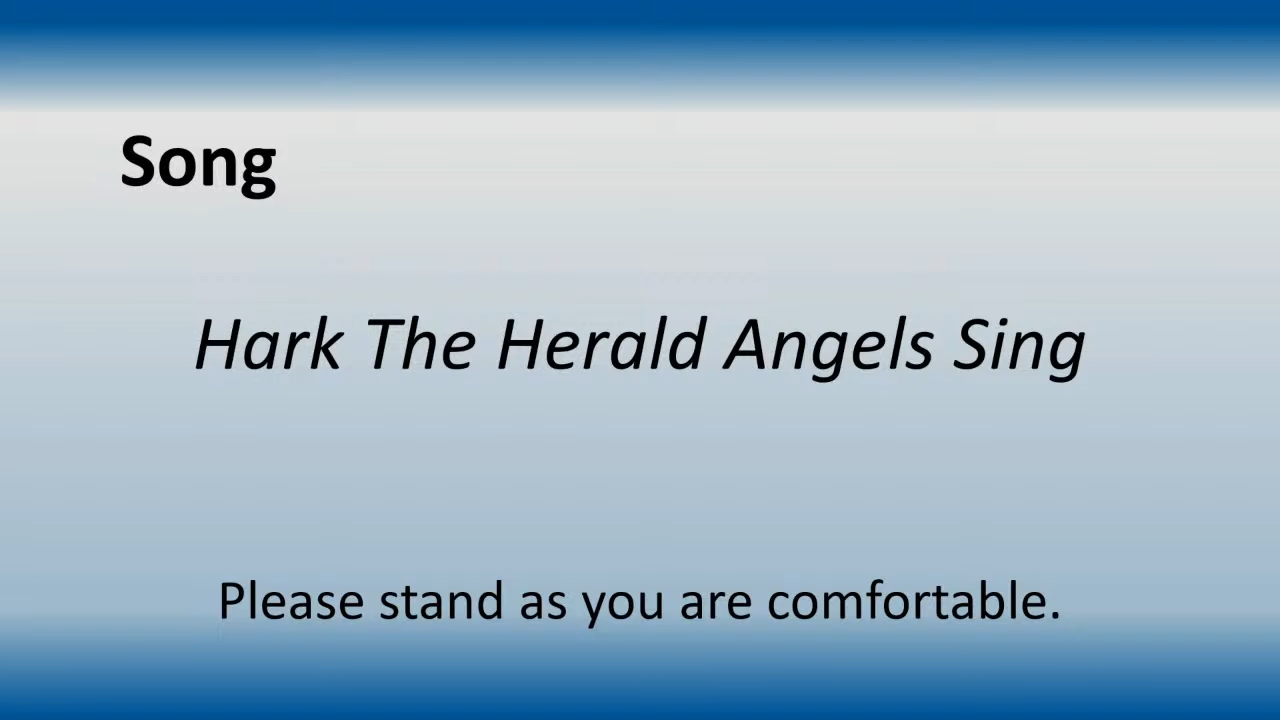 Song
Hark The Herald Angels Sing
Please stand as you are comfortable.